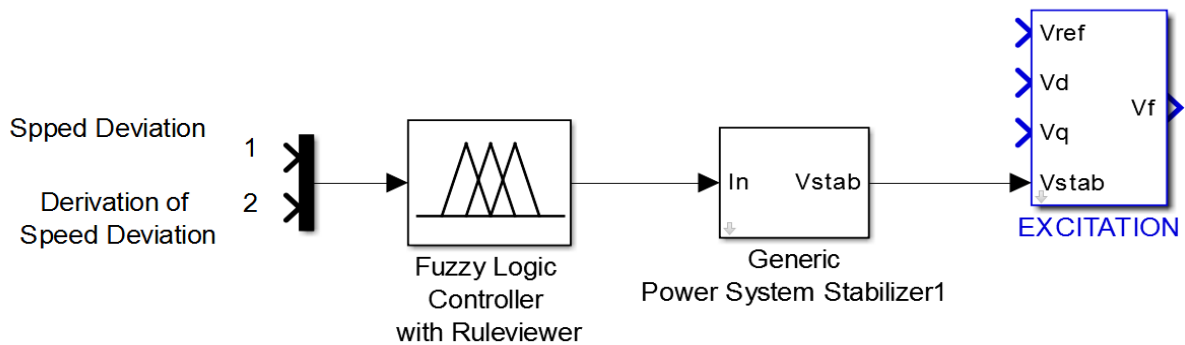 Spped Deviation
1
Derivation of
Speed Deviation
2
Fuzzy Logic
Controller
with Ruleviewer
In
Vstab
Generic
Power System Stabilizer1
Vref
Vd
Vq
Vstab
Vf
EXCITATION